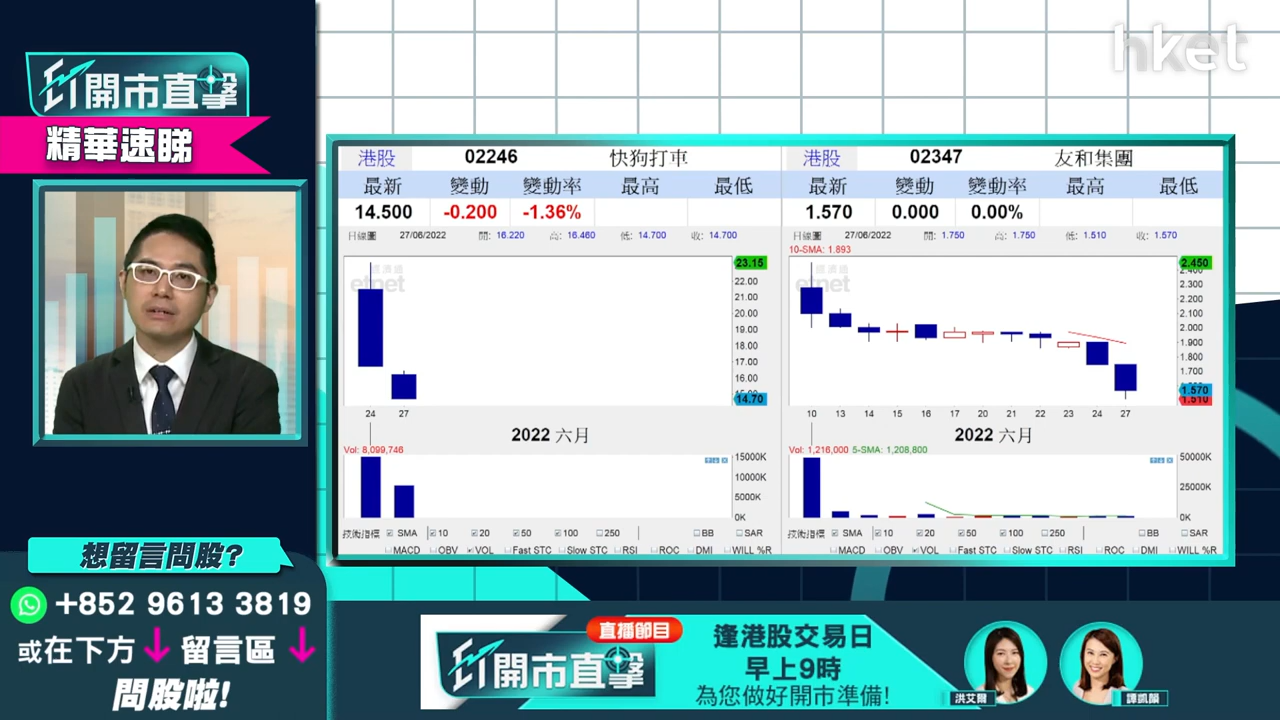 hket
開市直擊
精華速睇
港股 02246 快狗打車
最新 變動 變動率 最高 最低
14.500 -0.200 -1.36%
日線圖 27/06/2022 開: 16.220 高: 16.460 低: 14.700 收: 14.700
經濟通
etnet
23.15
22.00
21.00
20.00
19.00
18.00
17.00
16.00
14.70
24 27
2022 六月
Vol: 8,099,746
15000K
10000K
5000K
0K
技術指標 SMA 10 20 50 100 250 BB SAR
MACD OBV VOL Fast STC Slow STC RSI ROC DMI WILL %R
港股 02347 友和集團
最新 變動 變動率 最高 最低
1.570 0.000 0.00%
日線圖 27/06/2022 開: 1.750 高: 1.750 低: 1.510 收: 1.570
10-SMA: 1.893
經濟通
etnet
2.450
2.400
2.300
2.200
2.100
2.000
1.900
1.800
1.700
1.570
1.510
10 13 14 15 16 17 20 21 22 23 24 27
2022 六月
Vol: 1,216,000 5-SMA: 1,208,800
50000K
25000K
0K
技術指標 SMA 10 20 50 100 250 BB SAR
MACD OBV VOL Fast STC Slow STC RSI ROC DMI WILL %R
想留言問股?
+852 9613 3819
或在下方 留言區
問股啦!
直播節目
開市直擊
逢港股交易日
早上9時
為您做好開市準備!
洪艾爾
譚凱韻